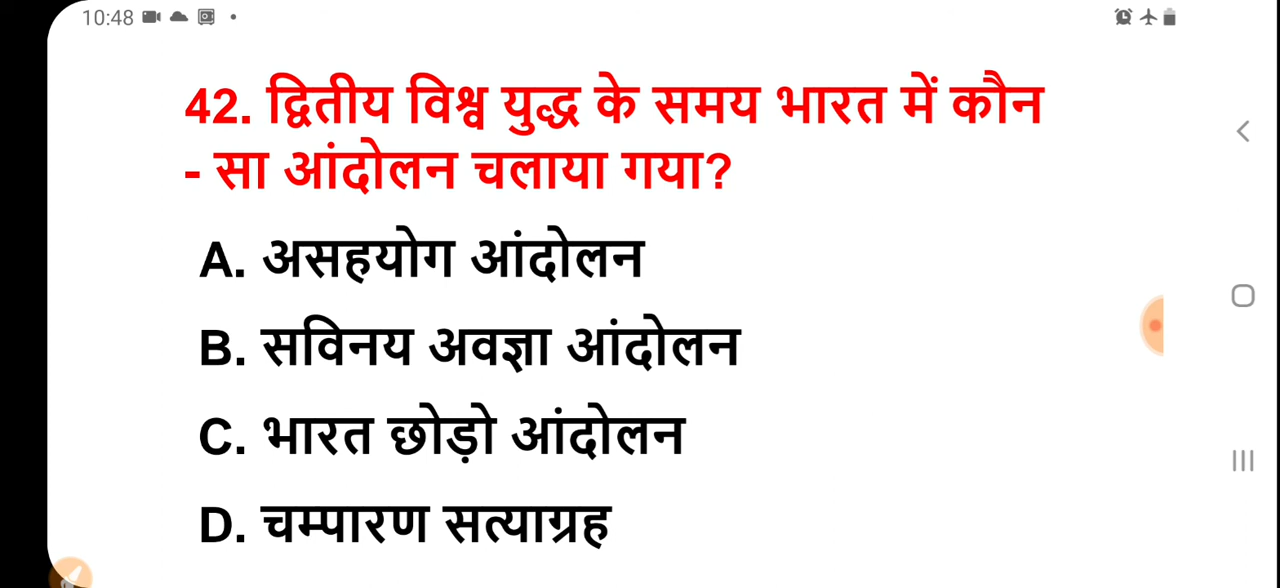 10:48
42. द्वितीय विश्व युद्ध के समय भारत में कौन
- सा आंदोलन चलाया गया?
A. असहयोग आंदोलन
B. सविनय अवज्ञा आंदोलन
C. भारत छोड़ो आंदोलन
D. चम्पारण सत्याग्रह